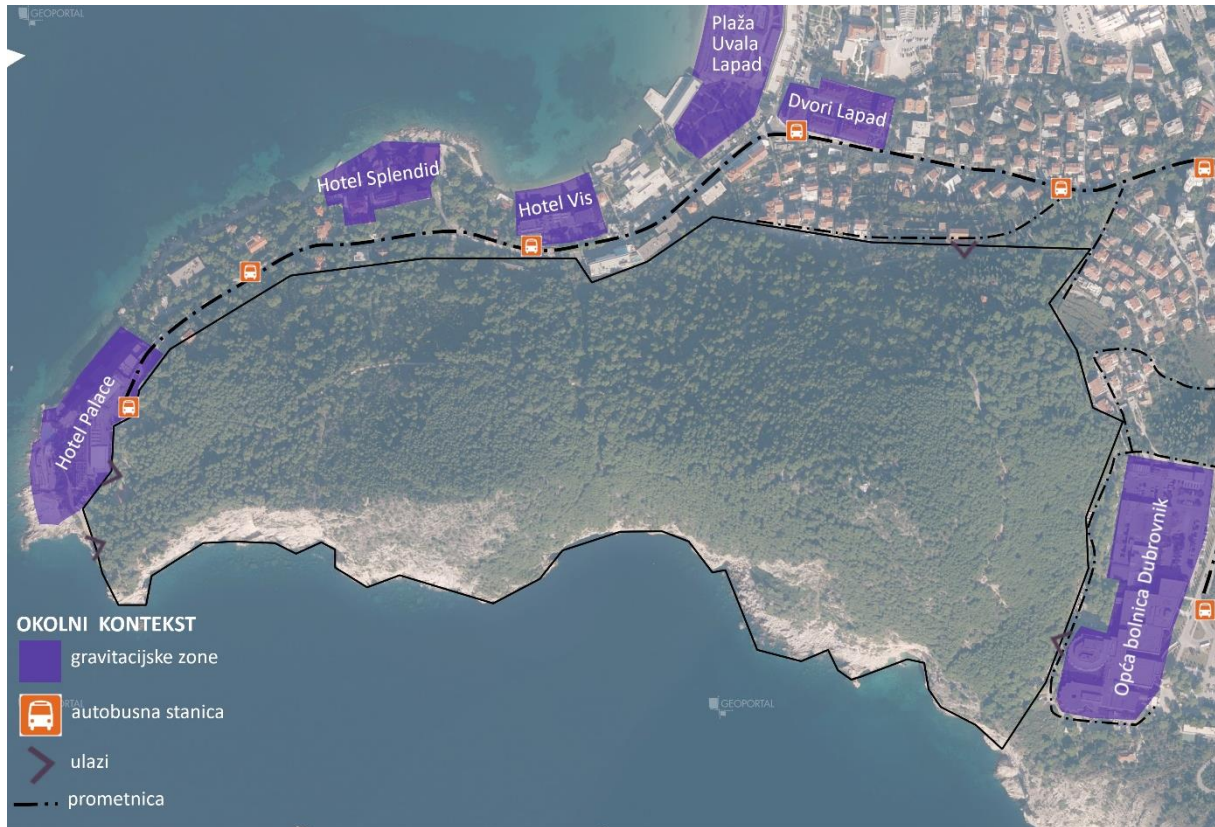 GEOPORTAL
Plaža
Uvala
Lapad
Dvori Lapad
Hotel Splendid
Hotel Vis
Hotel Palace
Opća bolnica Dubrovnik
OKOLNI KONTEKST
gravitacijske zone
autobusna stanica
ulazi
prometnica
GEOPORTAL